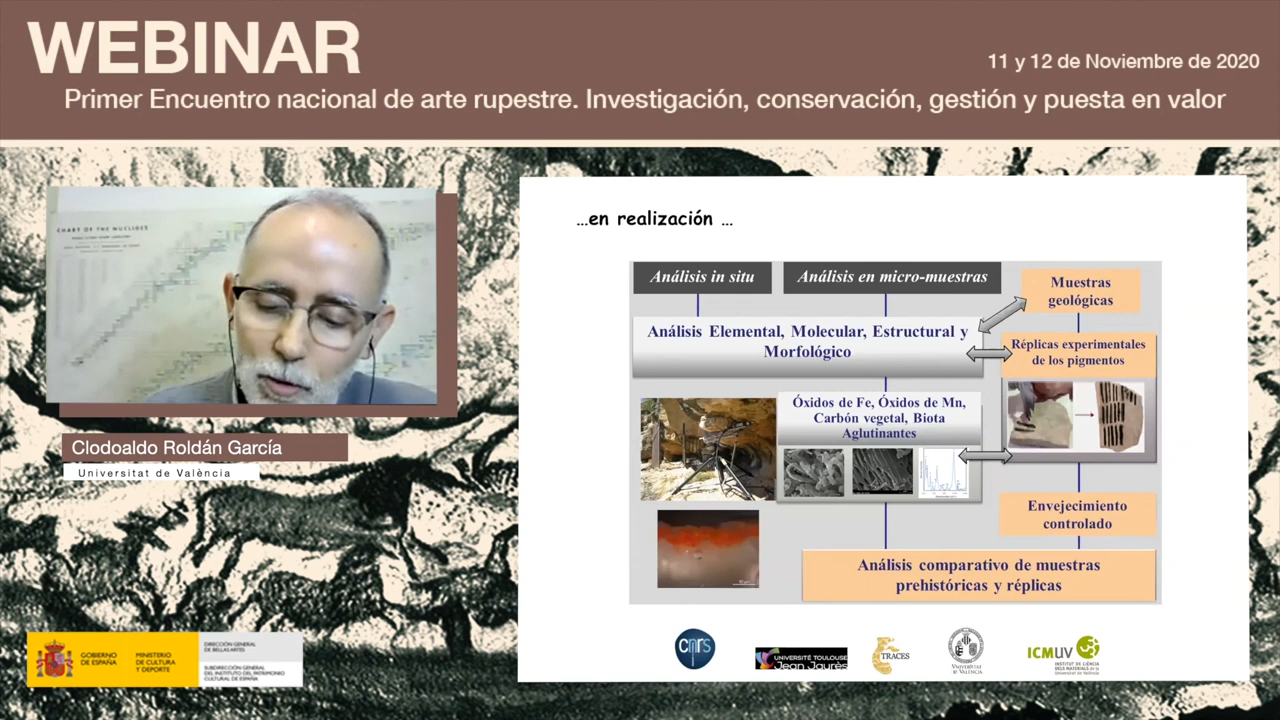 WEBINAR
11 y 12 de Noviembre de 2020
Primer Encuentro nacional de arte rupestre. Investigación, conservación, gestión y puesta en valor
CHART OF THE NUCLIDES
Clodoaldo Roldán García
Universitat de València
GOBIERNO
DE ESPAÑA
MINISTERIO
DE CULTURA
Y DEPORTE
DIRECCIÓN GENERAL
DE BELLAS ARTES
SUBDIRECCIÓN GENERAL
DEL INSTITUTO DEL PATRIMONIO
CULTURAL DE ESPAÑA
...en realización ...
Análisis in situ
Análisis en micro-muestras
Muestras
geológicas
Análisis Elemental, Molecular, Estructural y
Morfológico
Réplicas experimentales
de los pigmentos
Óxidos de Fe, Óxidos de Mn,
Carbón vegetal, Biota
Aglutinantes
Envejecimiento
controlado
Análisis comparativo de muestras
prehistóricas y réplicas
cnrs
UNIVERSITÉ TOULOUSE
Jean Jaurès
TRACES
VNIVERSITAT
DE VALÈNCIA
ICMUV
INSTITUT DE CIÈNCIA
DELS MATERIALS de la
Universitat de València